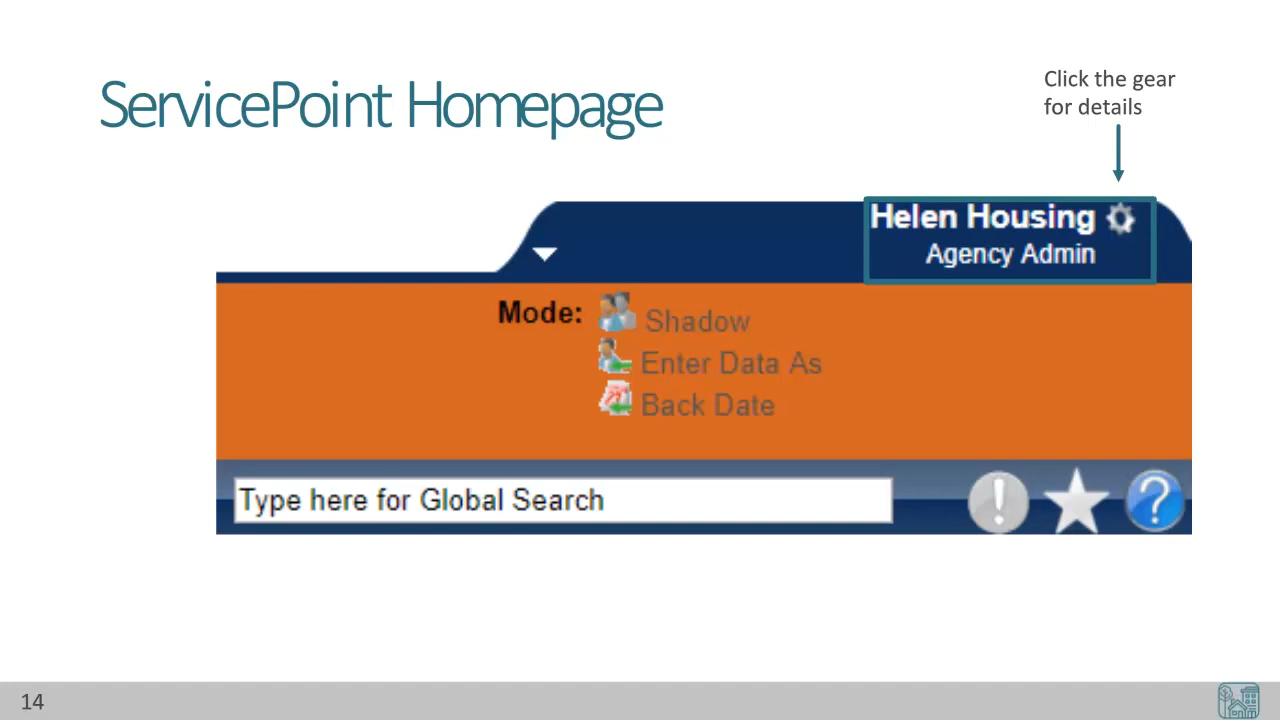 ServicePoint Homepage
Click the gear
for details
Helen Housing
Agency Admin
Mode:
Shadow
Enter Data As
Back Date
Type here for Global Search
14